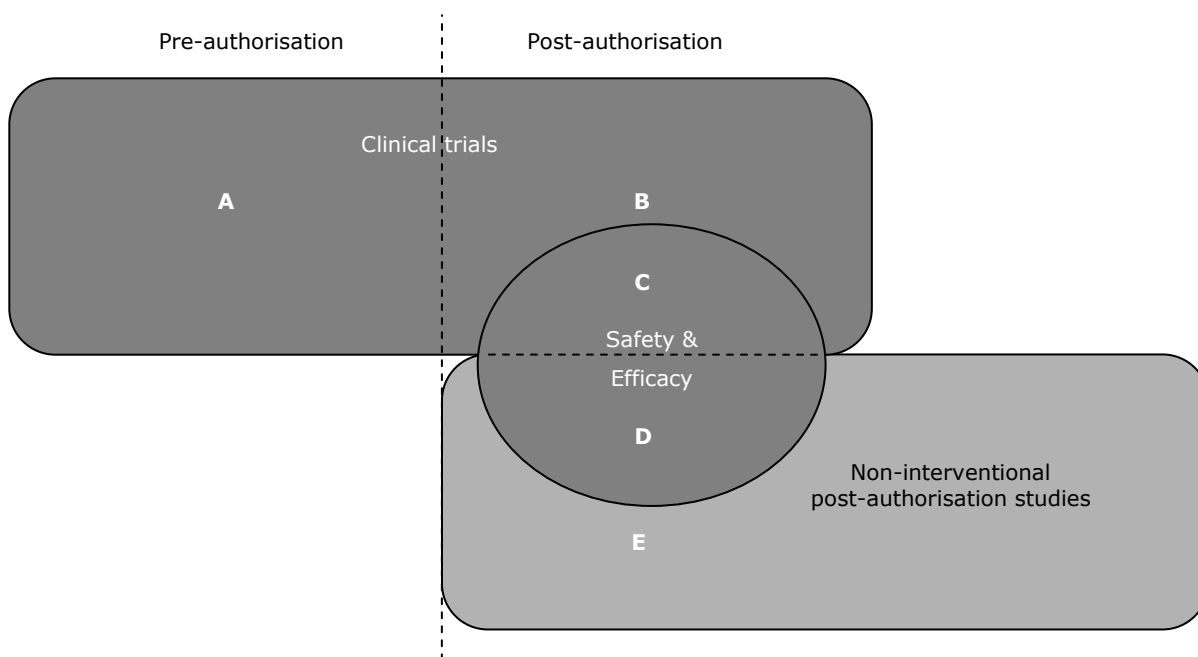 Pre-authorisation
Post-authorisation
Clinical trials
A
B
C
Safety &
Efficacy
D
Non-interventional
post-authorisation studies
E